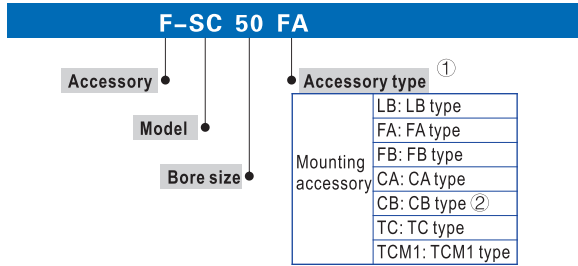 F-SC 50 FA
Accessory
Accessory type ①
Model
Bore size
Mounting accessory
LB: LB type
FA: FA type
FB: FB type
CA: CA type
CB: CB type ②
TC: TC type
TCM1: TCM1 type